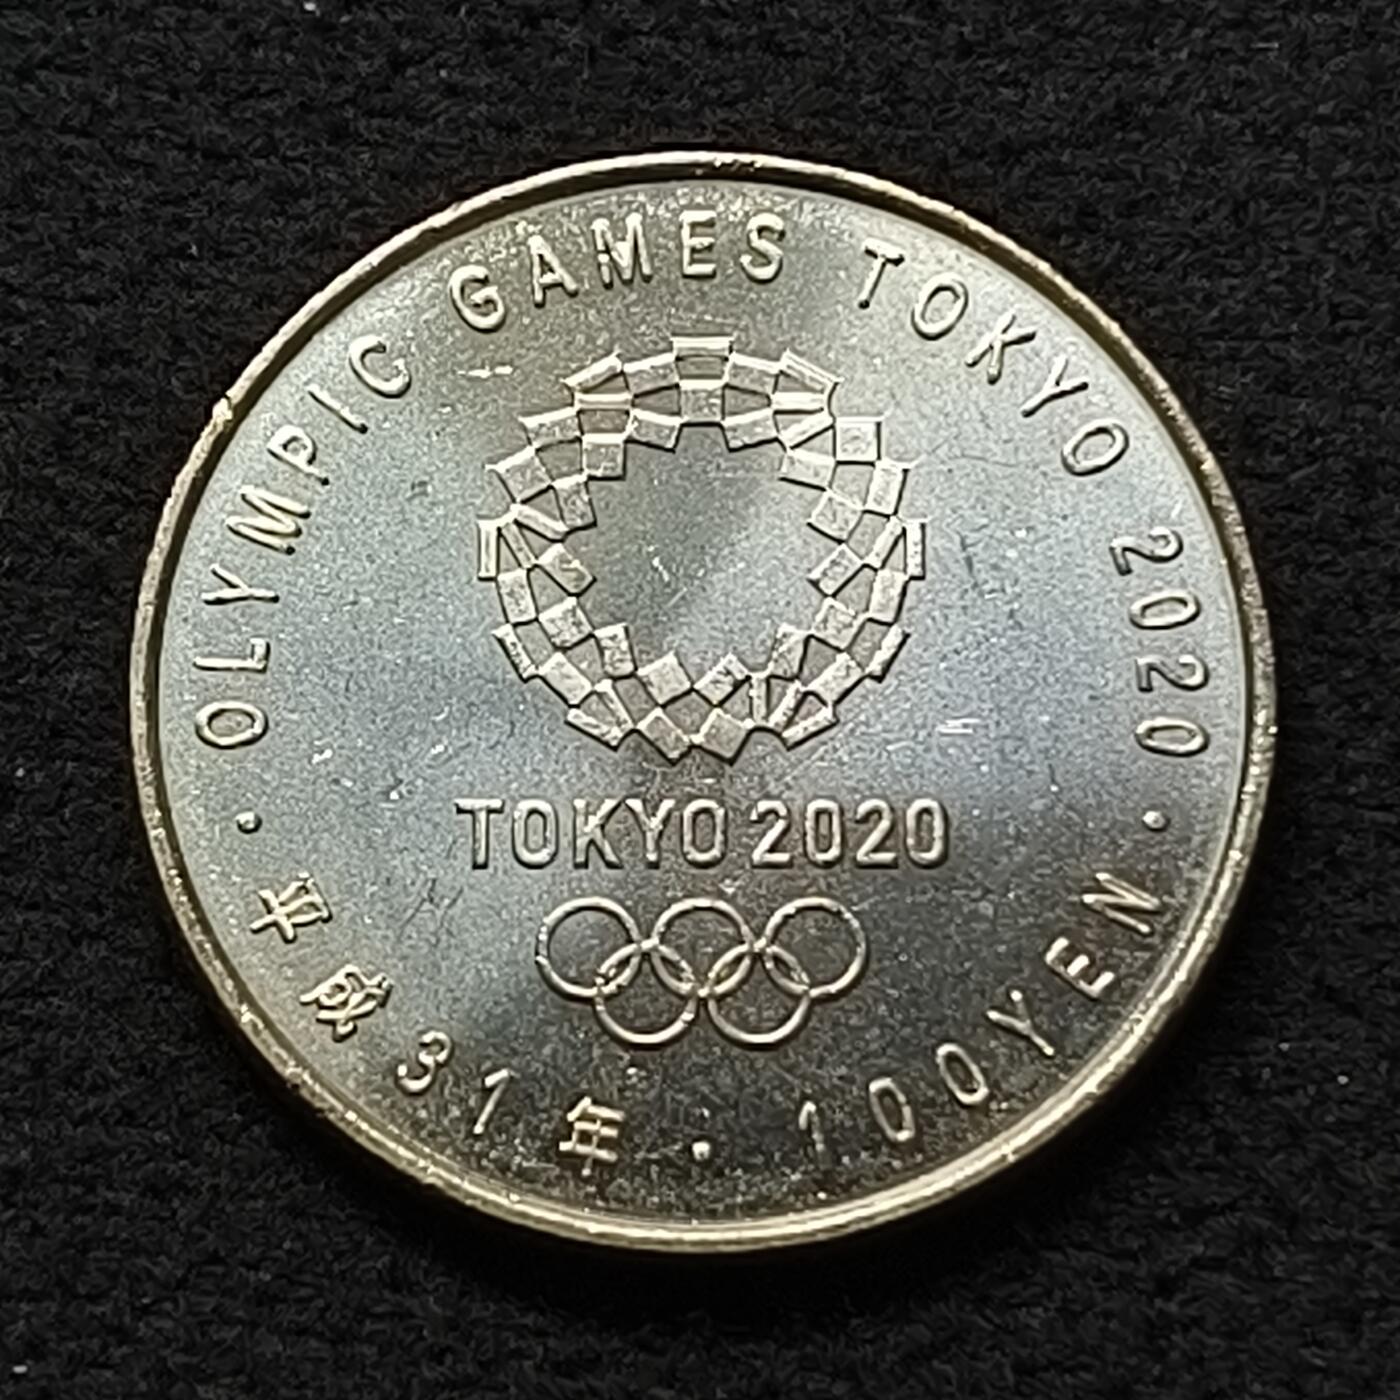 OLYMPIC GAMES TOKYO 2020
TOKYO 2020
平成31年・100YEN